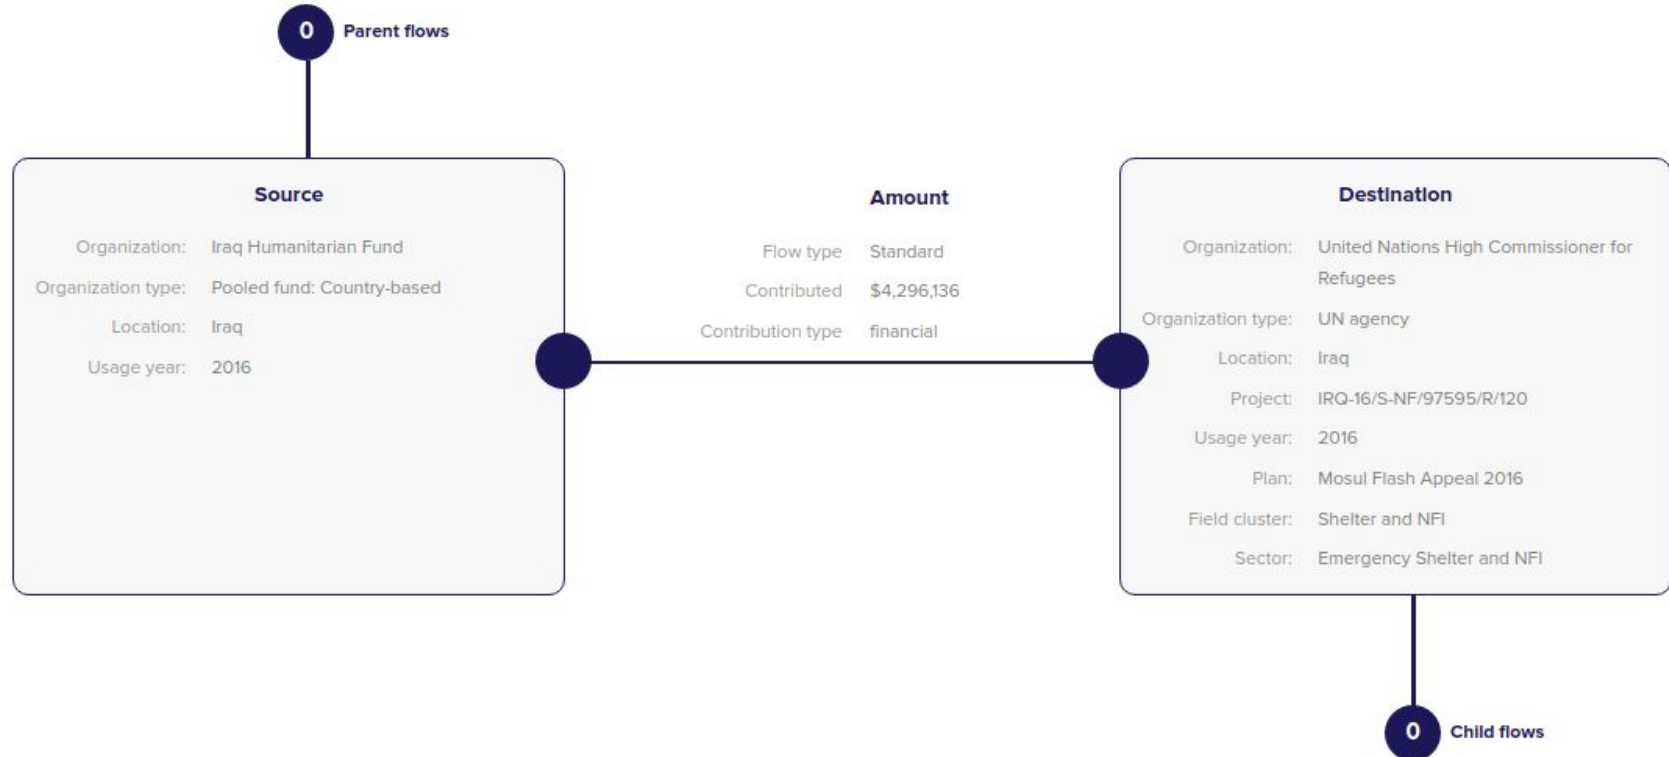 0 Parent flows
Source
Organization: Iraq Humanitarian Fund
Organization type: Pooled fund: Country-based
Location: Iraq
Usage year: 2016
Amount
Flow type Standard
Contributed $4,296,136
Contribution type financial
Destination
Organization: United Nations High Commissioner for
Refugees
Organization type: UN agency
Location: Iraq
Project: IRQ-16/S-NF/97595/R/120
Usage year: 2016
Plan: Mosul Flash Appeal 2016
Field cluster: Shelter and NFI
Sector: Emergency Shelter and NFI
0 Child flows